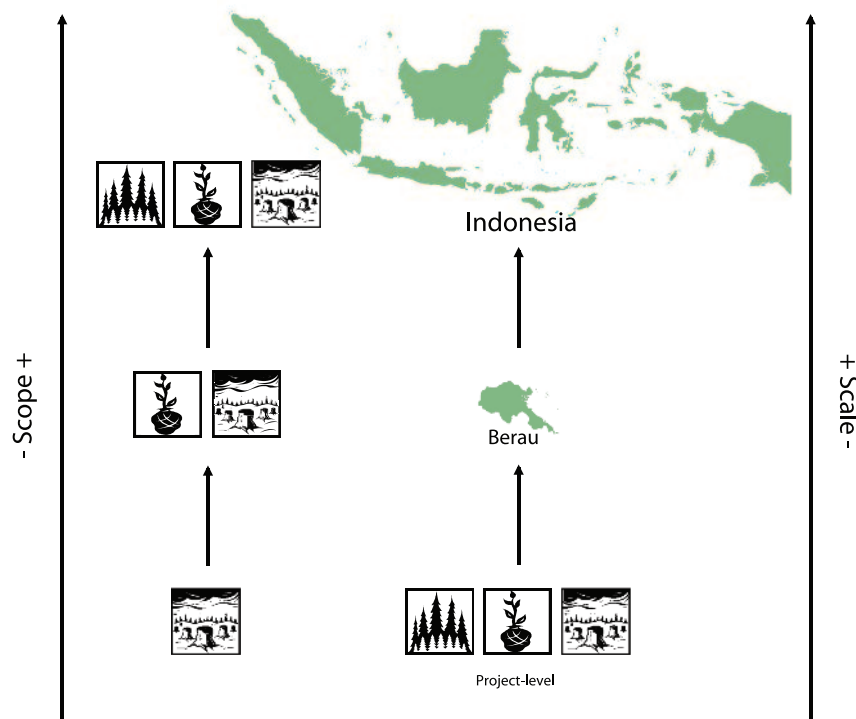 Indonesia
- Scope +
+ Scale -
Berau
Project-level